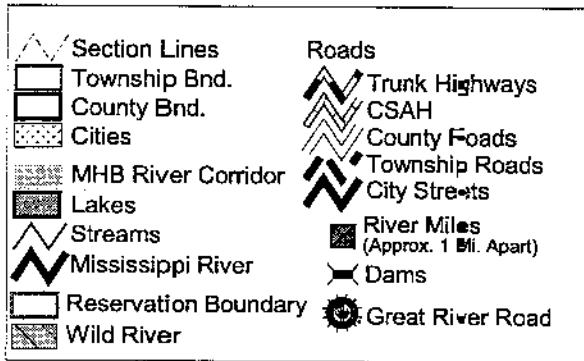 Section Lines
Township Bnd.
County Bnd.
Cities
MHB River Corridor
Lakes
Streams
Mississippi River
Reservation Boundary
Wild River
Roads
Trunk Highways
CSAH
County Roads
Township Roads
City Streets
River Miles
(Approx. 1 Mi. Apart)
Dams
Great River Road